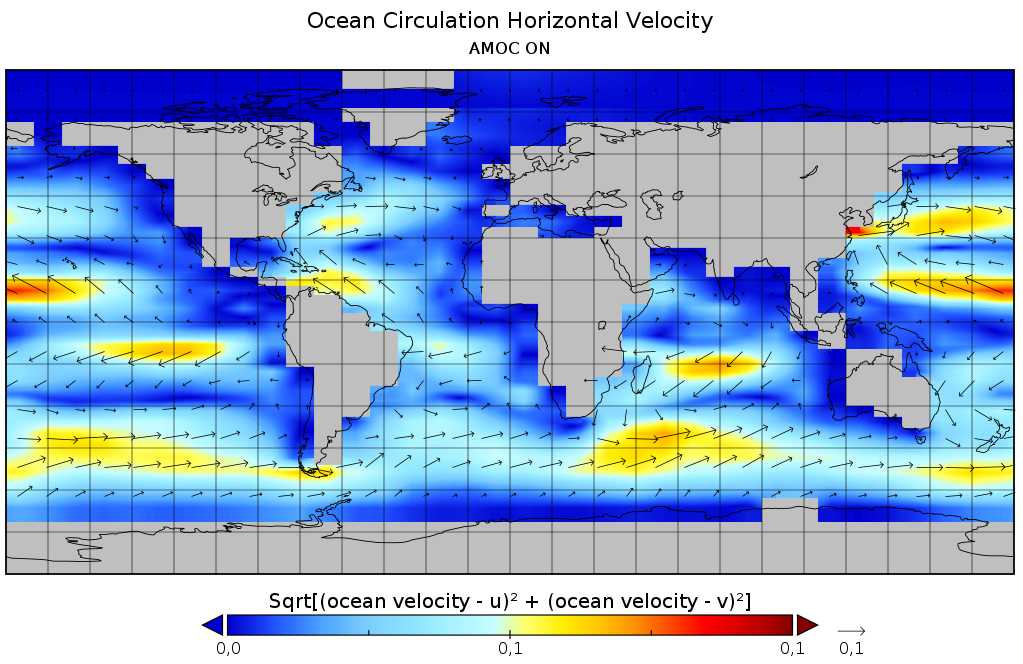 Ocean Circulation Horizontal Velocity
AMOC ON
Sqrt[(ocean velocity - u)² + (ocean velocity - v)²]
0,0 0,1 0,1 0,1